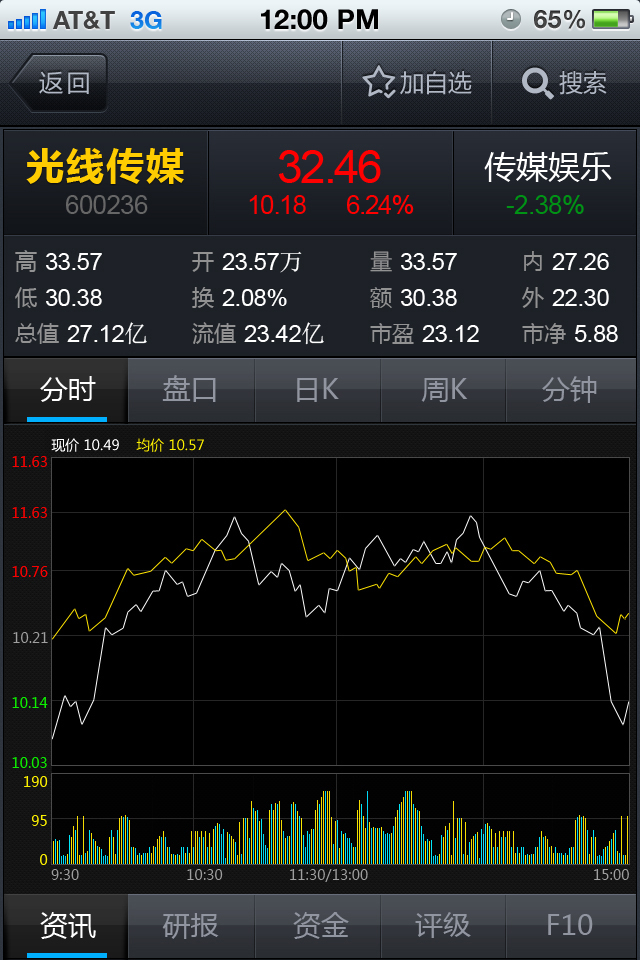 AT&T 3G 12:00 PM 65%
返回 加自选 搜索
光线传媒 32.46 传媒娱乐
600236 10.18 6.24% -2.38%
高 33.57 开 23.57万 量 33.57 内 27.26
低 30.38 换 2.08% 额 30.38 外 22.30
总值 27.12亿 流值 23.42亿 市盈 23.12 市净 5.88
分时 盘口 日K 周K 分钟
现价 10.49 均价 10.57
11.63
11.63
10.76
10.21
10.14
10.03
190
95
0
9:30 10:30 11:30/13:00 15:00
资讯 研报 资金 评级 F10